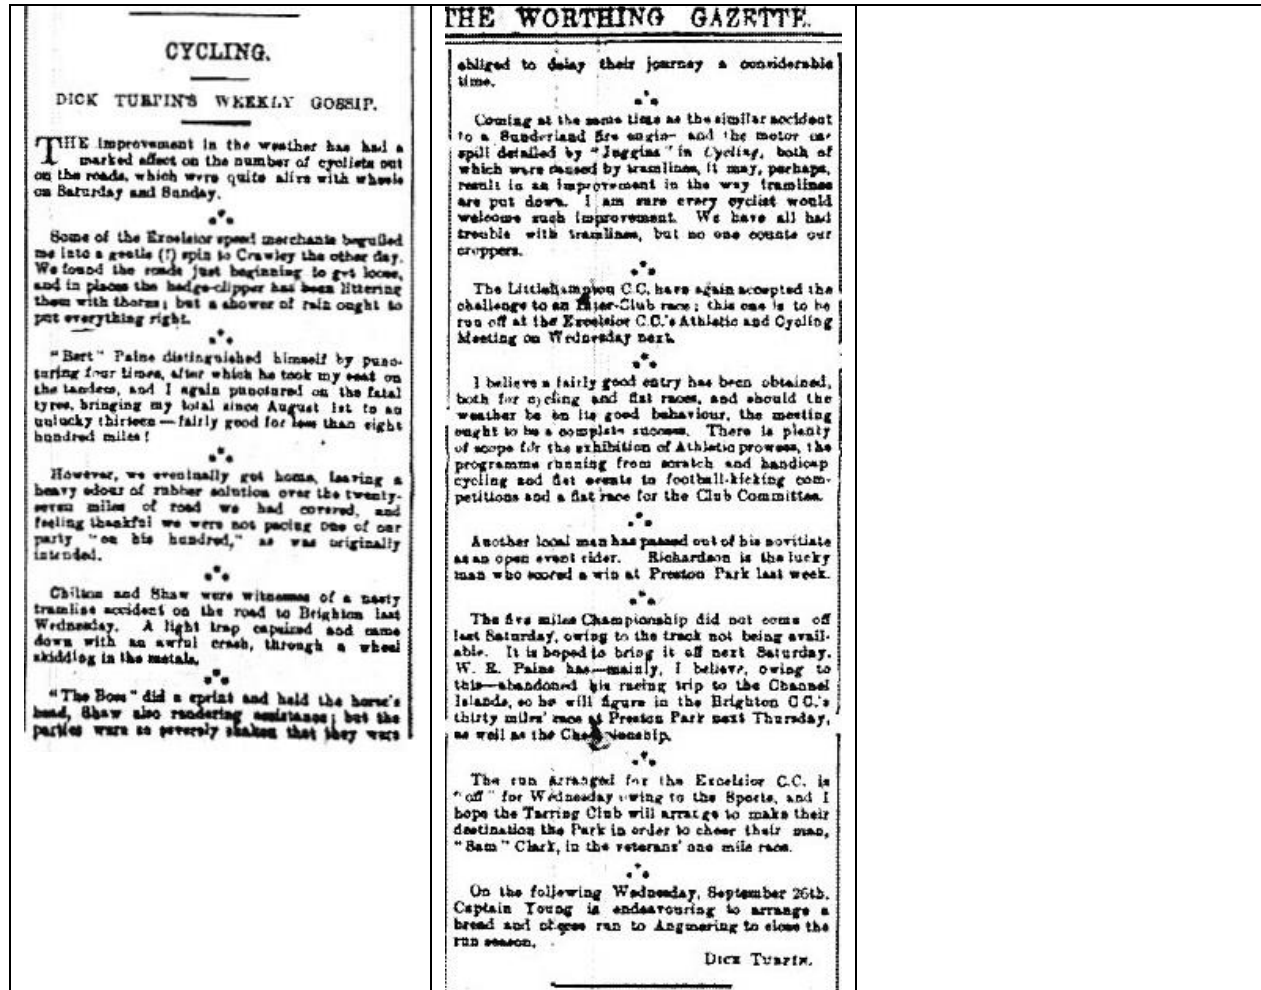 CYCLING.
DICK TURPIN'S WEEKLY GOSSIP.
THE improvement in the weather has had a
marked effect on the number of cyclists out
on the roads, which were quite alive with wheels
on Saturday and Sunday.
Some of the Excelsior speed merchants beguiled
me into a gentle (?) spin to Crawley the other day.
We found the roads just beginning to get loose,
and in places the hedge-clipper has been littering
them with thorns; but a shower of rain ought to
put everything right.
"Bert" Paine distinguished himself by punc-
turing four times, after which he took my seat on
the tandem, and I again punctured on the fatal
tyres, bringing my total since August 1st to an
unlucky thirteen—fairly good for less than eight
hundred miles!
However, we eventually got home, leaving a
heavy odour of rubber solution over the twenty-
seven miles of road we had covered, and
feeling thankful we were not pacing one of our
party "on his hundred," as was originally
intended.
Chilton and Shaw were witnesses of a nasty
tramline accident on the road to Brighton last
Wednesday. A light trap capsized and came
down with an awful crash, through a wheel
skidding in the metals.
"The Boss" did a sprint and held the horse's
head, Shaw also rendering assistance; but the
parties were so severely shaken that they were
THE WORTHING GAZETTE.
obliged to delay their journey a considerable
time.
Coming at the same time as the similar accident
to a Sunderland fire engine and the motor car
spill detailed by "Juggins" in Cycling, both of
which were caused by tramlines, it may, perhaps,
result in an improvement in the way tramlines
are put down. I am sure every cyclist would
welcome such improvement. We have all had
trouble with tramlines, but no one counts our
croppers.
The Littlehampton C.C. have again accepted the
challenge to an Inter-Club race; this one is to be
run off at the Excelsior C.C.'s Athletic and Cycling
Meeting on Wednesday next.
I believe a fairly good entry has been obtained,
both for cycling and flat races, and should the
weather be on its good behaviour, the meeting
ought to be a complete success. There is plenty
of scope for the exhibition of Athletic prowess, the
programme running from scratch and handicap
cycling and flat events to football-kicking com-
petitions and a flat race for the Club Committee.
Another local man has passed out of his novitiate
as an open event rider. Richardson is the lucky
man who scored a win at Preston Park last week.
The five miles Championship did not come off
last Saturday, owing to the track not being avail-
able. It is hoped to bring it off next Saturday.
W. E. Paine has—mainly, I believe, owing to
this—abandoned his racing trip to the Channel
Islands, so he will figure in the Brighton C.C.'s
thirty miles' race at Preston Park next Thursday,
as well as the Championship.
The run arranged for the Excelsior C.C. is
"off" for Wednesday owing to the Sports, and I
hope the Tarring Club will arrange to make their
destination the Park in order to cheer their man,
"Sam" Clark, in the veterans' one mile race.
On the following Wednesday, September 26th,
Captain Young is endeavouring to arrange a
bread and cheese run to Angmering to close the
run season.
DICK TURPIN.